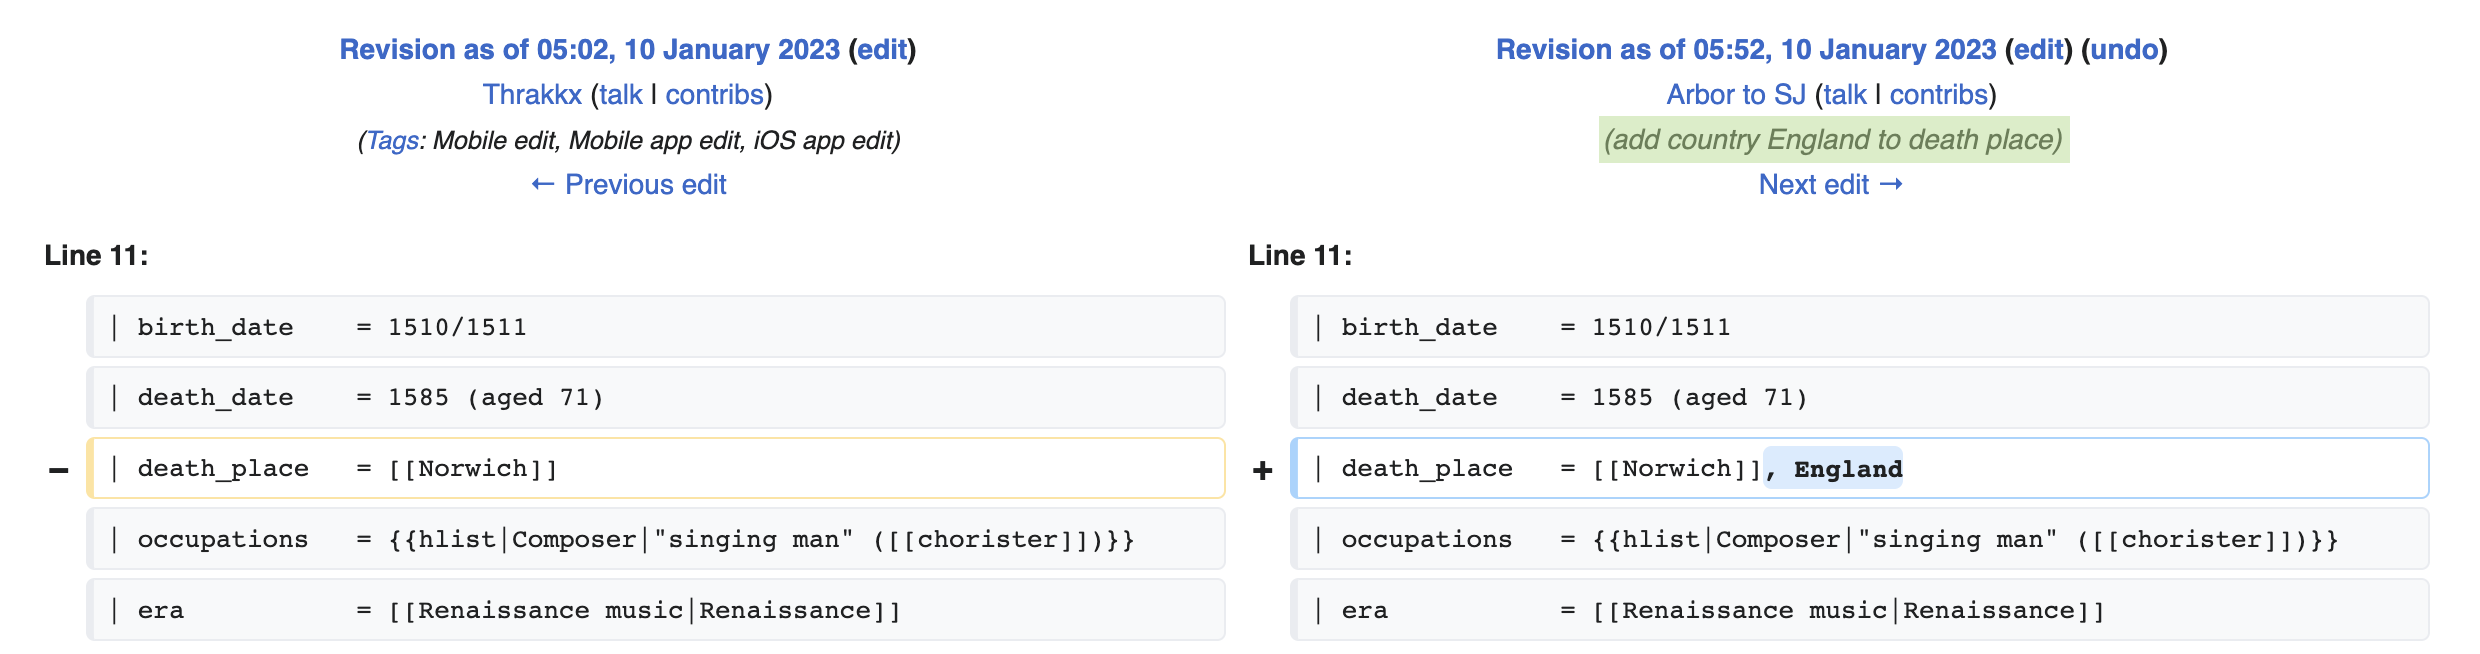 Revision as of 05:02, 10 January 2023 (edit)
Thrakkx (talk | contribs)
(Tags: Mobile edit, Mobile app edit, iOS app edit)
← Previous edit
Revision as of 05:52, 10 January 2023 (edit) (undo)
Arbor to SJ (talk | contribs)
(add country England to death place)
Next edit →
Line 11:
| birth_date    = 1510/1511
| death_date    = 1585 (aged 71)
− | death_place   = [[Norwich]]
| occupations   = {{hlist|Composer|"singing man" ([[chorister]])}}
| era           = [[Renaissance music|Renaissance]]
Line 11:
| birth_date    = 1510/1511
| death_date    = 1585 (aged 71)
+ | death_place   = [[Norwich]], England
| occupations   = {{hlist|Composer|"singing man" ([[chorister]])}}
| era           = [[Renaissance music|Renaissance]]